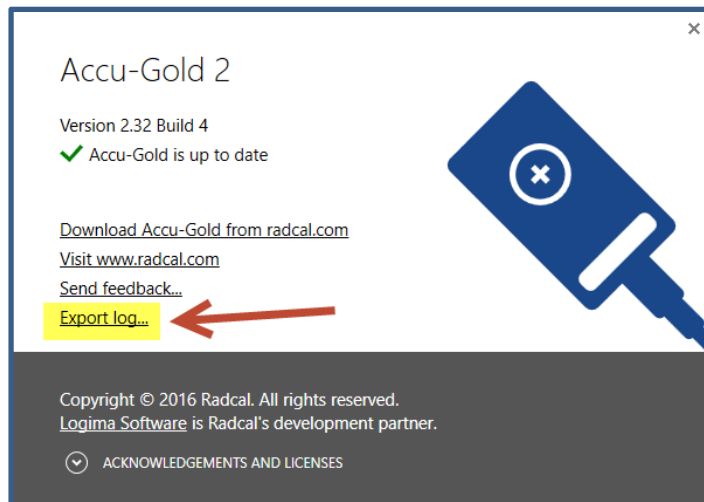 Accu-Gold 2
Version 2.32 Build 4
Accu-Gold is up to date
Download Accu-Gold from radcal.com
Visit www.radcal.com
Send feedback...
Export log...
Copyright © 2016 Radcal. All rights reserved.
Logima Software is Radcal's development partner.
ACKNOWLEDGEMENTS AND LICENSES